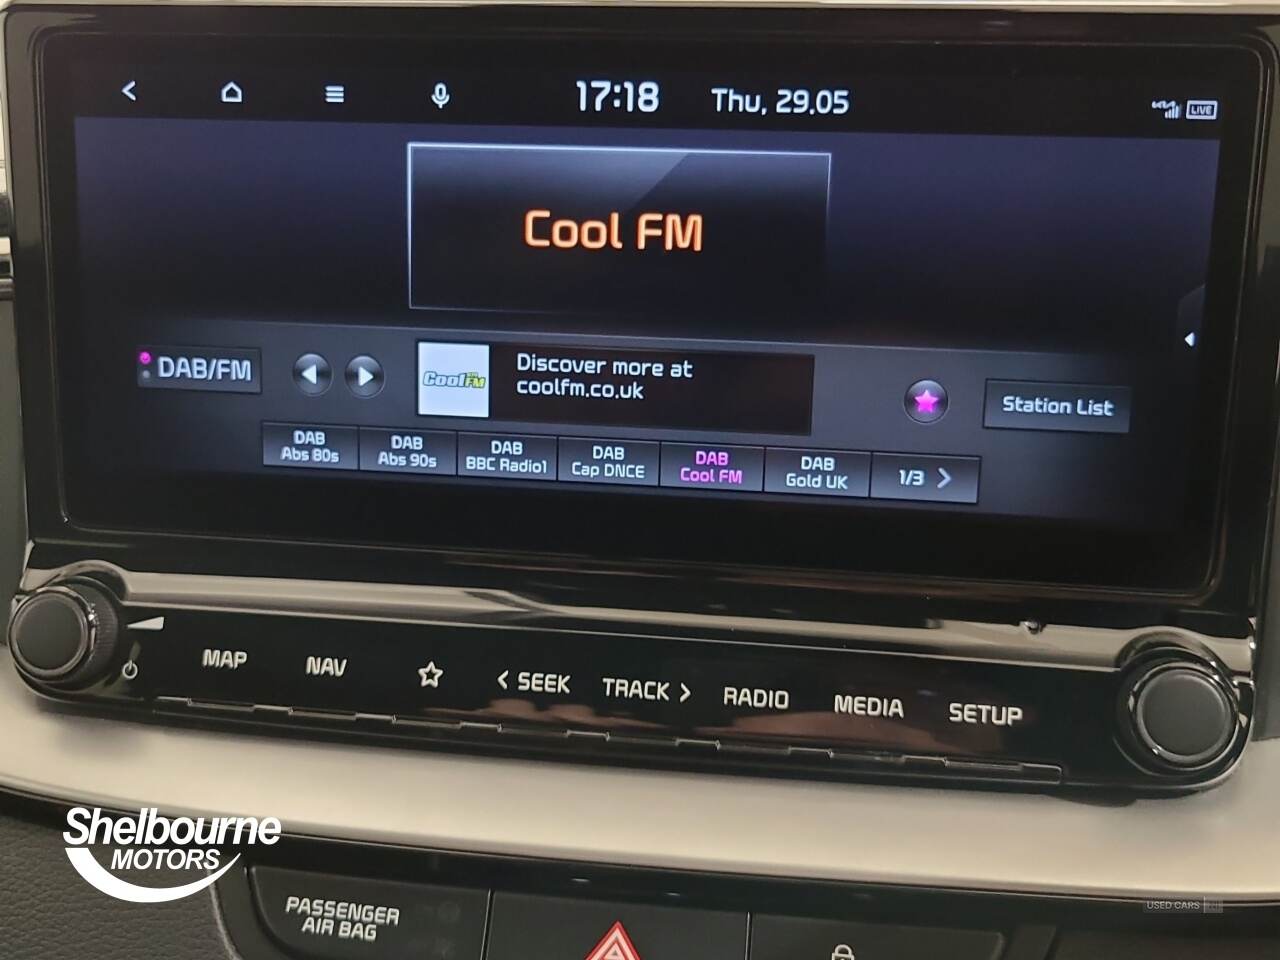 17:18 Thu, 29.05
LIVE
Cool FM
DAB/FM
Cool FM
Discover more at
coolfm.co.uk
Station List
DAB
Abs 80s
DAB
Abs 90s
DAB
BBC Radio1
DAB
Cap DNCE
DAB
Cool FM
DAB
Gold UK
1/3 >
MAP NAV < SEEK TRACK > RADIO MEDIA SETUP
Shelbourne
MOTORS
PASSENGER
AIR BAG
USED CARS NI